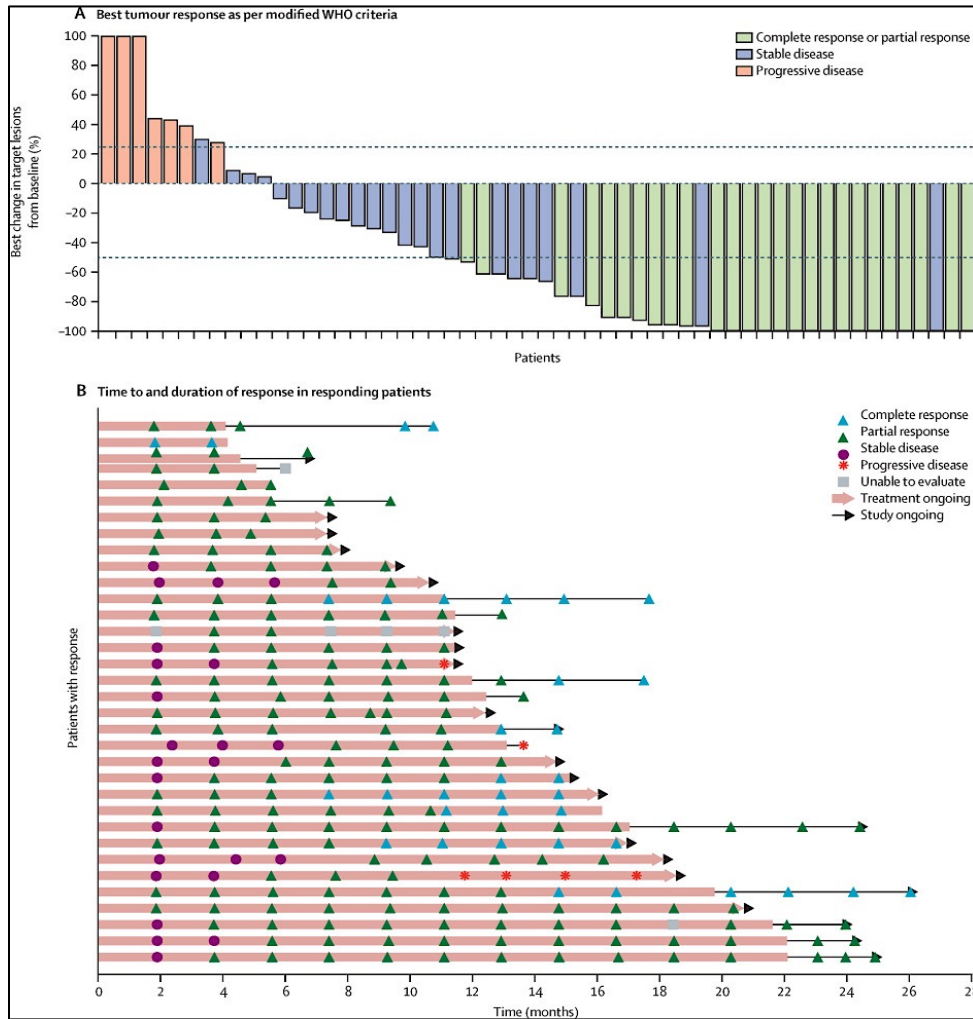 A Best tumour response as per modified WHO criteria
Complete response or partial response
Stable disease
Progressive disease
Best change in target lesions
from baseline (%)
100
80
60
40
20
0
−20
−40
−60
−80
−100
Patients
B Time to and duration of response in responding patients
Complete response
Partial response
Stable disease
Progressive disease
Unable to evaluate
Treatment ongoing
Study ongoing
Patients with response
0 2 4 6 8 10 12 14 16 18 20 22 24 26 28
Time (months)